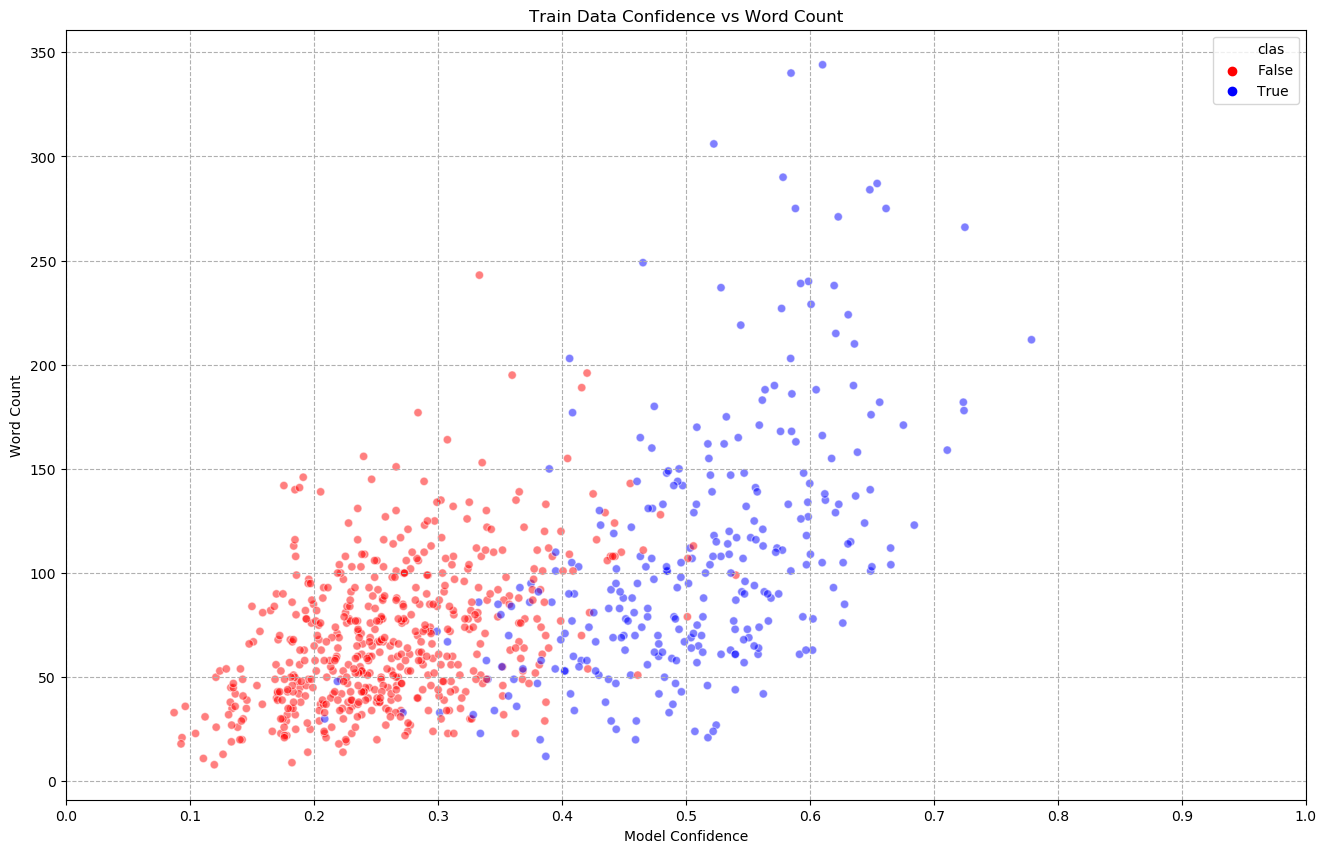 Train Data Confidence vs Word Count
clas
False
True
350
300
250
200
150
100
50
0
Word Count
0.0 0.1 0.2 0.3 0.4 0.5 0.6 0.7 0.8 0.9 1.0
Model Confidence